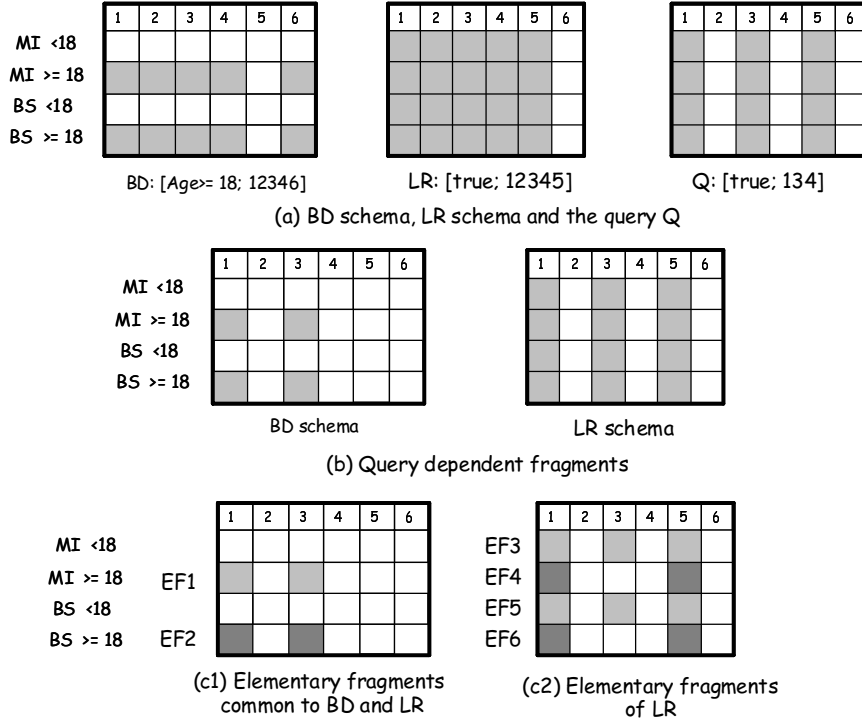 1 2 3 4 5 6
1 2 3 4 5 6
1 2 3 4 5 6
MI <18
MI >= 18
BS <18
BS >= 18
BD: [Age>= 18; 12346]
LR: [true; 12345]
Q: [true; 134]
(a) BD schema, LR schema and the query Q
1 2 3 4 5 6
1 2 3 4 5 6
MI <18
MI >= 18
BS <18
BS >= 18
BD schema
LR schema
(b) Query dependent fragments
1 2 3 4 5 6
1 2 3 4 5 6
MI <18
EF3
MI >= 18
EF1
EF4
BS <18
EF5
BS >= 18
EF2
EF6
(c1) Elementary fragments
common to BD and LR
(c2) Elementary fragments
of LR